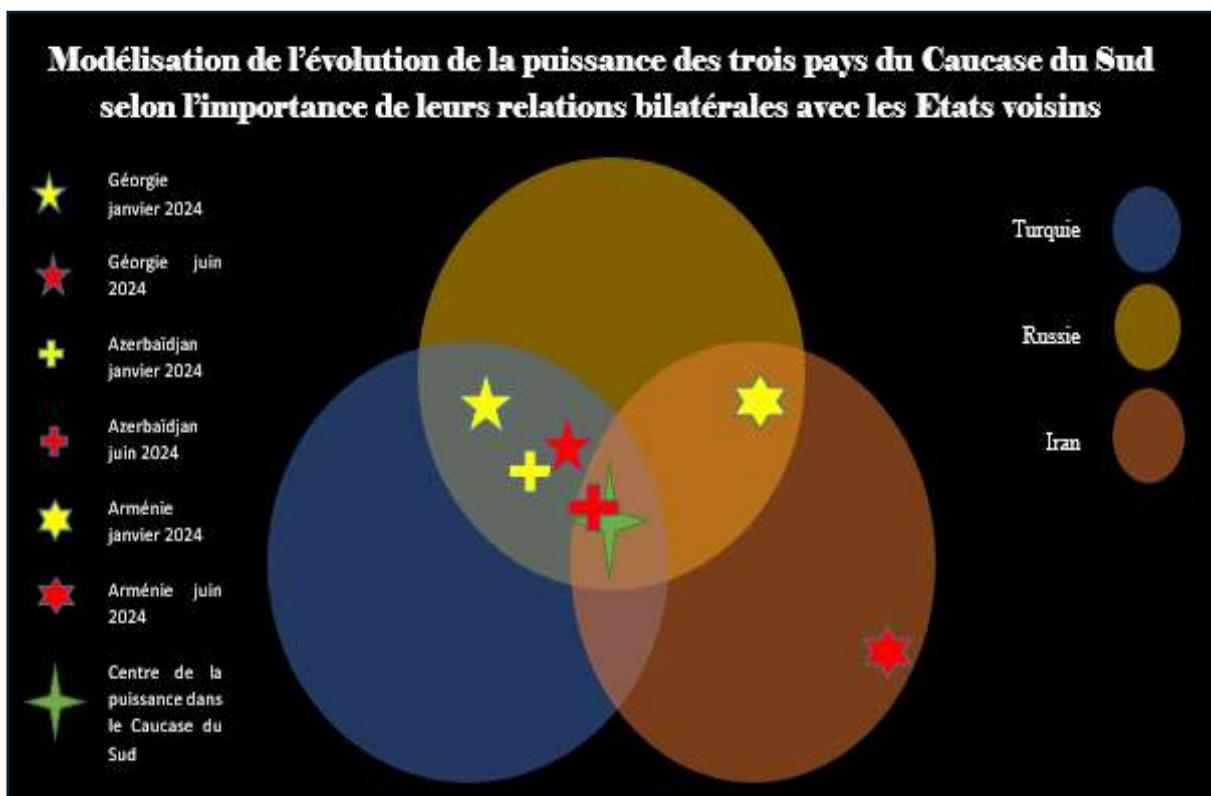 Modélisation de l’évolution de la puissance des trois pays du Caucase du Sud
selon l’importance de leurs relations bilatérales avec les Etats voisins
Géorgie
janvier 2024
Géorgie juin
2024
Azerbaïdjan
janvier 2024
Azerbaïdjan
juin 2024
Arménie
janvier 2024
Arménie juin
2024
Centre de la
puissance dans
le Caucase du
Sud
Turquie
Russie
Iran